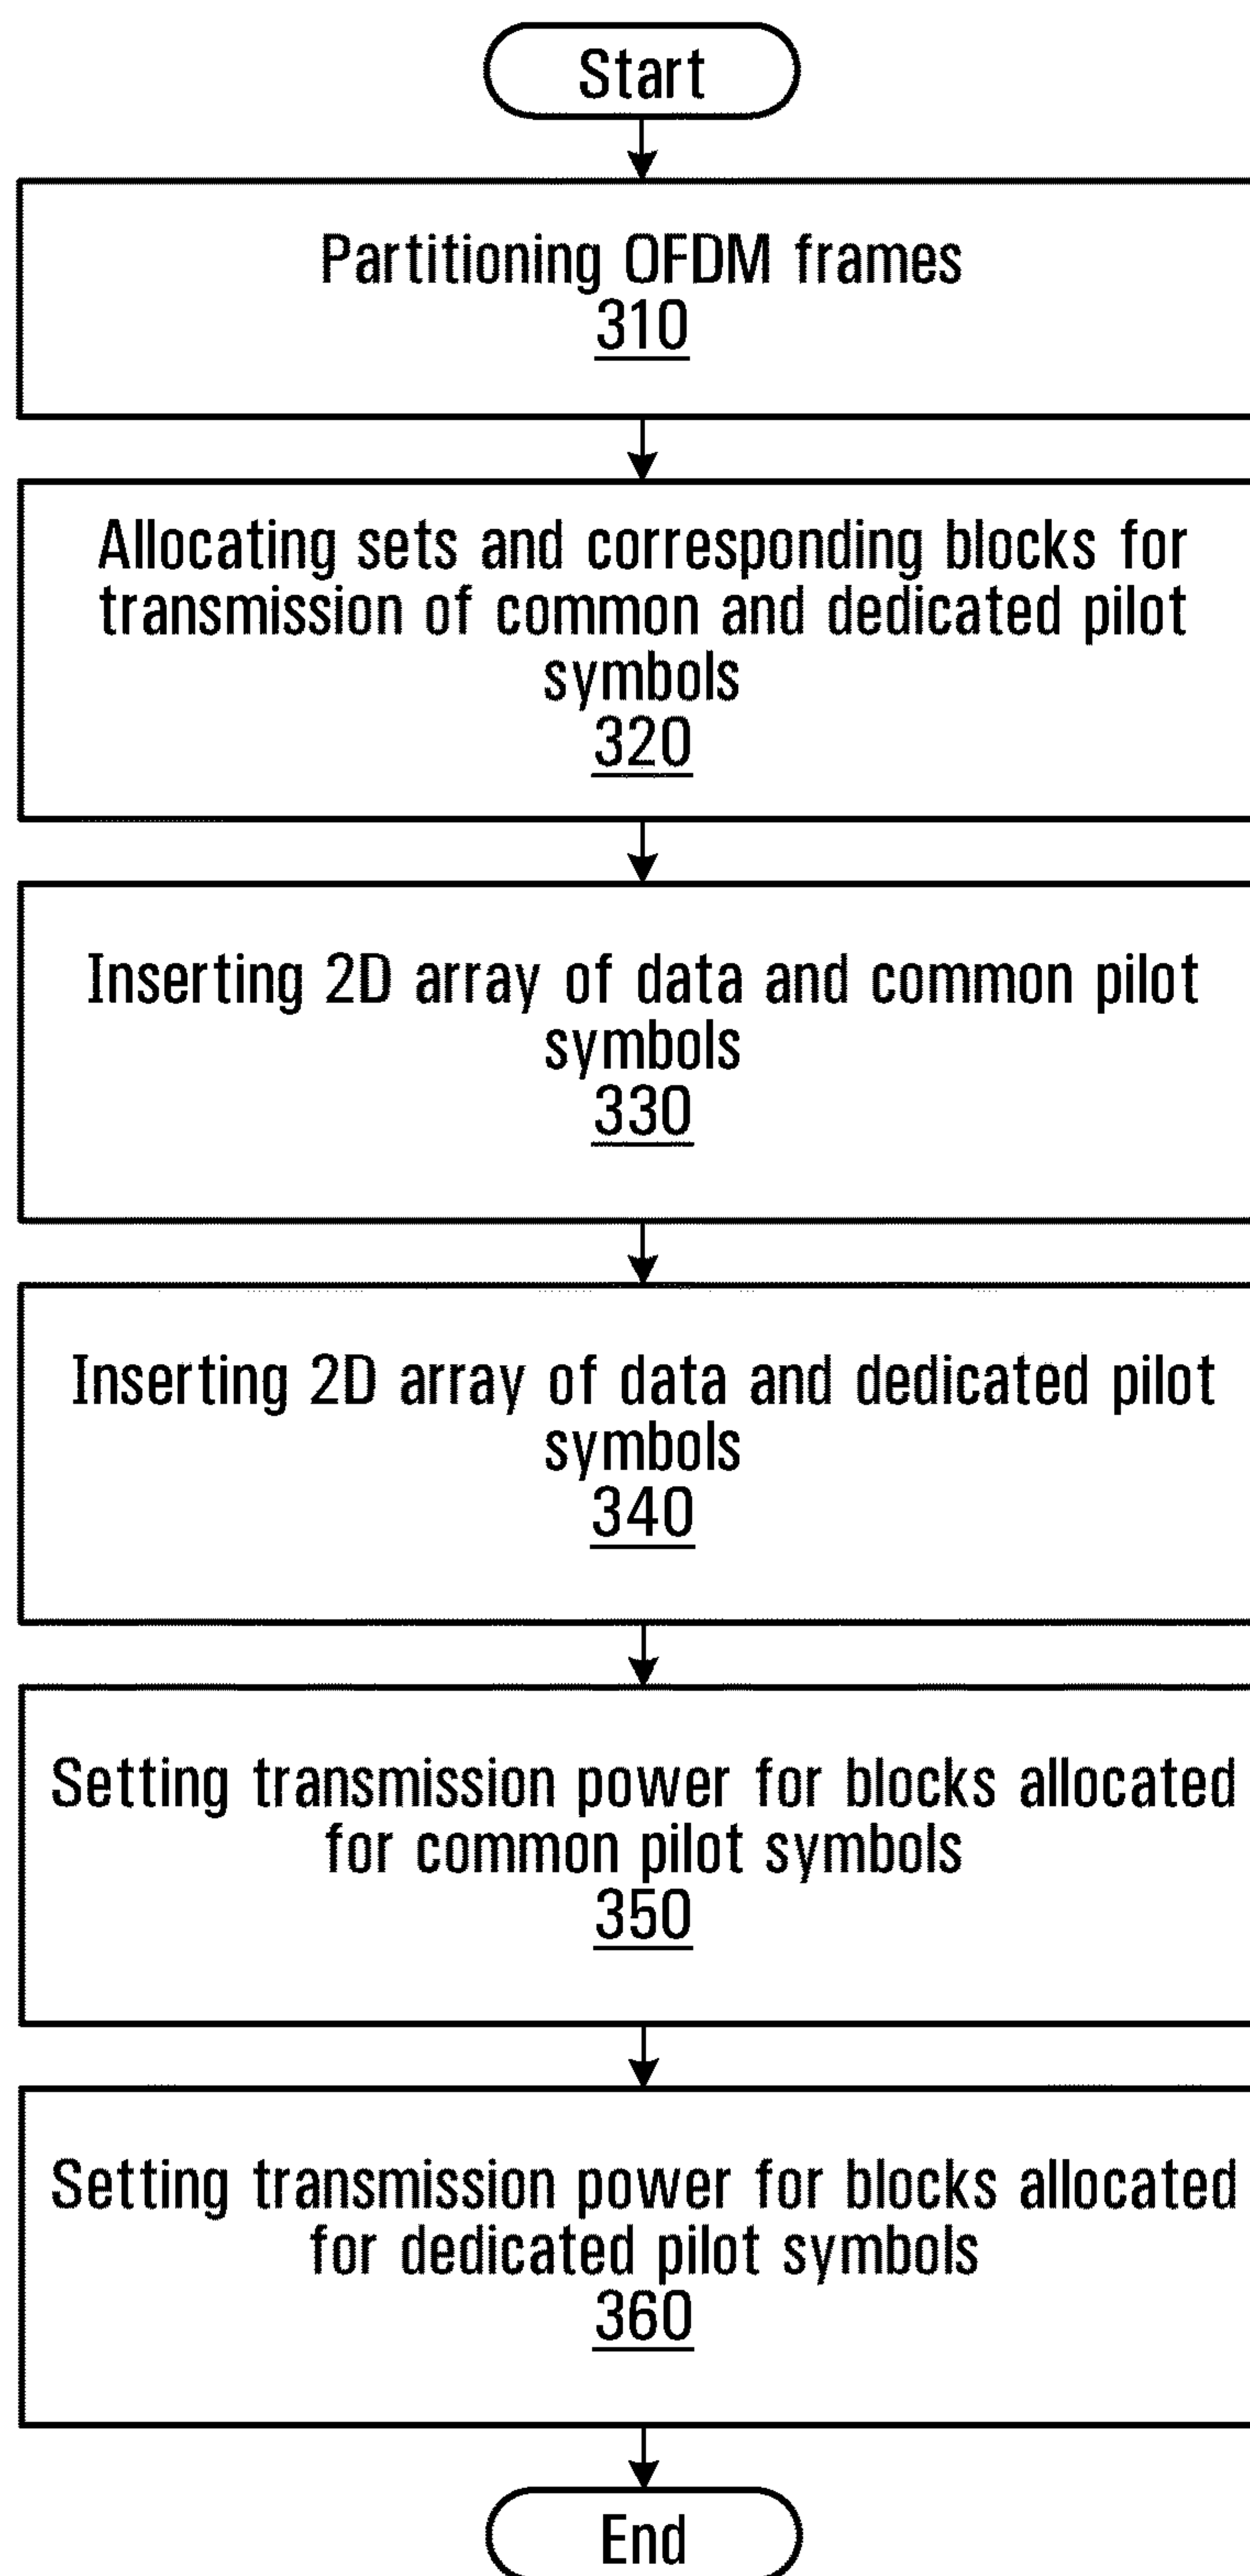 Start
Partitioning OFDM frames
310
Allocating sets and corresponding blocks for
transmission of common and dedicated pilot
symbols
320
Inserting 2D array of data and common pilot
symbols
330
Inserting 2D array of data and dedicated pilot
symbols
340
Setting transmission power for blocks allocated
for common pilot symbols
350
Setting transmission power for blocks allocated
for dedicated pilot symbols
360
End